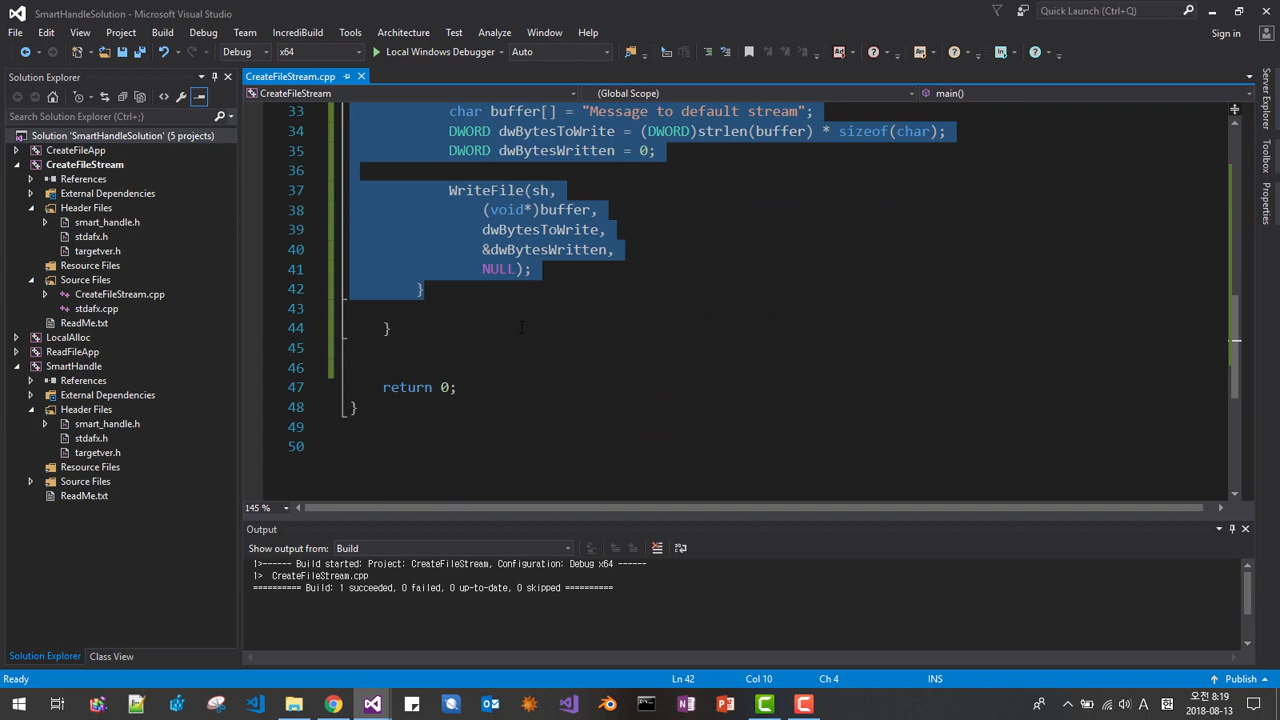 SmartHandleSolution - Microsoft Visual Studio
Quick Launch (Ctrl+Q)
File Edit View Project Build Debug Team IncrediBuild Tools Architecture Test Analyze Window Help
Sign in
Debug x64 Local Windows Debugger Auto
Solution Explorer
CreateFileStream.cpp
CreateFileStream (Global Scope) main()
Search Solution Explorer (Ctrl+;)
Solution 'SmartHandleSolution' (5 projects)
CreateFileApp
CreateFileStream
References
External Dependencies
Header Files
smart_handle.h
stdafx.h
targetver.h
Resource Files
Source Files
CreateFileStream.cpp
stdafx.cpp
ReadMe.txt
LocalAlloc
ReadFileApp
SmartHandle
References
External Dependencies
Header Files
smart_handle.h
stdafx.h
targetver.h
Resource Files
Source Files
ReadMe.txt
Solution Explorer Class View
33 char buffer[] = "Message to default stream";
34 DWORD dwBytesToWrite = (DWORD)strlen(buffer) * sizeof(char);
35 DWORD dwBytesWritten = 0;
36
37 WriteFile(sh,
38 (void*)buffer,
39 dwBytesToWrite,
40 &dwBytesWritten,
41 NULL);
42 }
43
44 }
45
46
47 return 0;
48 }
49
50
145 %
Output
Show output from: Build
1>------ Build started: Project: CreateFileStream, Configuration: Debug x64 ------
1> CreateFileStream.cpp
========== Build: 1 succeeded, 0 failed, 0 up-to-date, 0 skipped ==========
Server Explorer
Toolbox
Properties
Ready Ln 42 Col 10 Ch 4 INS Publish
A
오전 8:19
2018-08-13